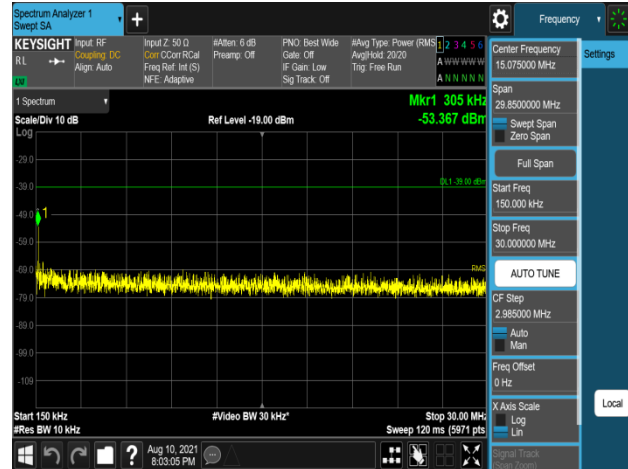 Spectrum Analyzer 1
Swept SA
Frequency
KEYSIGHT
RL
LW
Input: RF
Coupling: DC
Align: Auto
Input Z: 50 Ω
Corr CCorr RCal
Freq Ref: Int (S)
NFE: Adaptive
#Atten: 6 dB
Preamp: Off
PNO: Best Wide
Gate: Off
IF Gain: Low
Sig Track: Off
#Avg Type: Power (RMS
Avg|Hold: 20/20
Trig: Free Run
1 2 3 4 5 6
A W W W W W
A N N N N N
1 Spectrum
Scale/Div 10 dB
Log
Ref Level -19.00 dBm
Mkr1 305 kHz
-53.367 dBm
-29.0
-39.0
DL1 -39.00 dBm
-49.0
1
-59.0
-69.0
RMS
-79.0
-89.0
-99.0
-109
Start 150 kHz
#Res BW 10 kHz
#Video BW 30 kHz*
Stop 30.00 MHz
Sweep 120 ms (5971 pts
?
Aug 10, 2021
8:03:05 PM
Center Frequency
15.075000 MHz
Settings
Span
29.8500000 MHz
Swept Span
Zero Span
Full Span
Start Freq
150.000 kHz
Stop Freq
30.000000 MHz
AUTO TUNE
CF Step
2.985000 MHz
Auto
Man
Freq Offset
0 Hz
X Axis Scale
Log
Lin
Local
Signal Track
(Span Zoom)